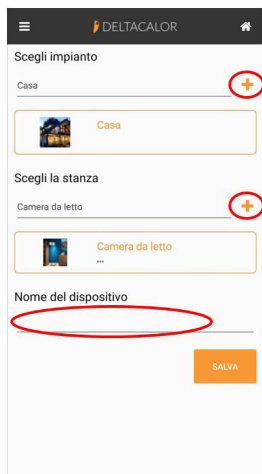 DELTACALOR
Scegli impianto
Casa
Casa
Scegli la stanza
Camera da letto
Camera da letto
...
Nome del dispositivo
SALVA